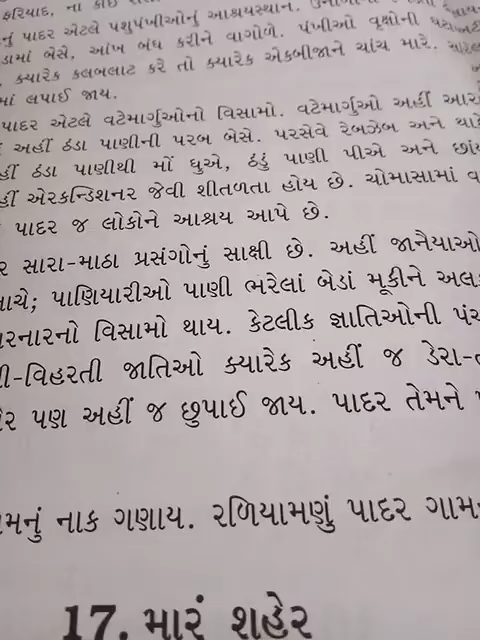 ફરિયાદ, ના કોઈ
નું પાદર એટલે પશુપંખીઓનું આશ્રયસ્થાન.
ડામાં બેસે, આંખ બંધ કરીને વાગોળે. પંખીઓ વૃક્ષોની
ક્યારેક કલબલાટ કરે તો ક્યારેક એકબીજાને ચાંચ મારે.
માં લપાઈ જાય.
પાદર એટલે વટેમાર્ગુઓનો વિસામો. વટેમાર્ગુઓ અહીં આરા
અહીં ઠંડા પાણીની પરબ બેસે. પરસેવે રેબઝેબ અને થાકે
હીં ઠંડા પાણીથી મોં ધુએ, ઠંડું પાણી પીએ અને છાં
હીં એરકન્ડિશનર જેવી શીતળતા હોય છે. ચોમાસામાં વ
પાદર જ લોકોને આશ્રય આપે છે.
ર સારા-માઠા પ્રસંગોનું સાક્ષી છે. અહીં જાનૈયાઓ
ાચે; પાણિયારીઓ પાણી ભરેલાં બેડાં મૂકીને અલક
રનારનો વિસામો થાય. કેટલીક જ્ઞાતિઓની પંચ
ી-વિહરતી જાતિઓ ક્યારેક અહીં જ ડેરા-ત
ર પણ અહીં જ છુપાઈ જાય. પાદર તેમને પ
મનું નાક ગણાય. રળિયામણું પાદર ગામ
17. મારું શહેર